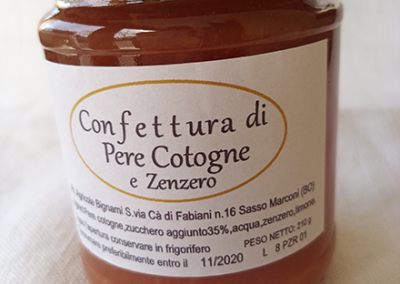 Confettura di
Pere Cotogne
e Zenzero
Agricola Bignami S.via Cà di Fabiani n.16 Sasso Marconi (BO)
Pere cotogne,zucchero aggiunto35%,acqua,zenzero,limone.
l'apertura conservare in frigorifero
PESO NETTO: 210 g
preferibilmente entro il 11/2020 L 8 PZR 01